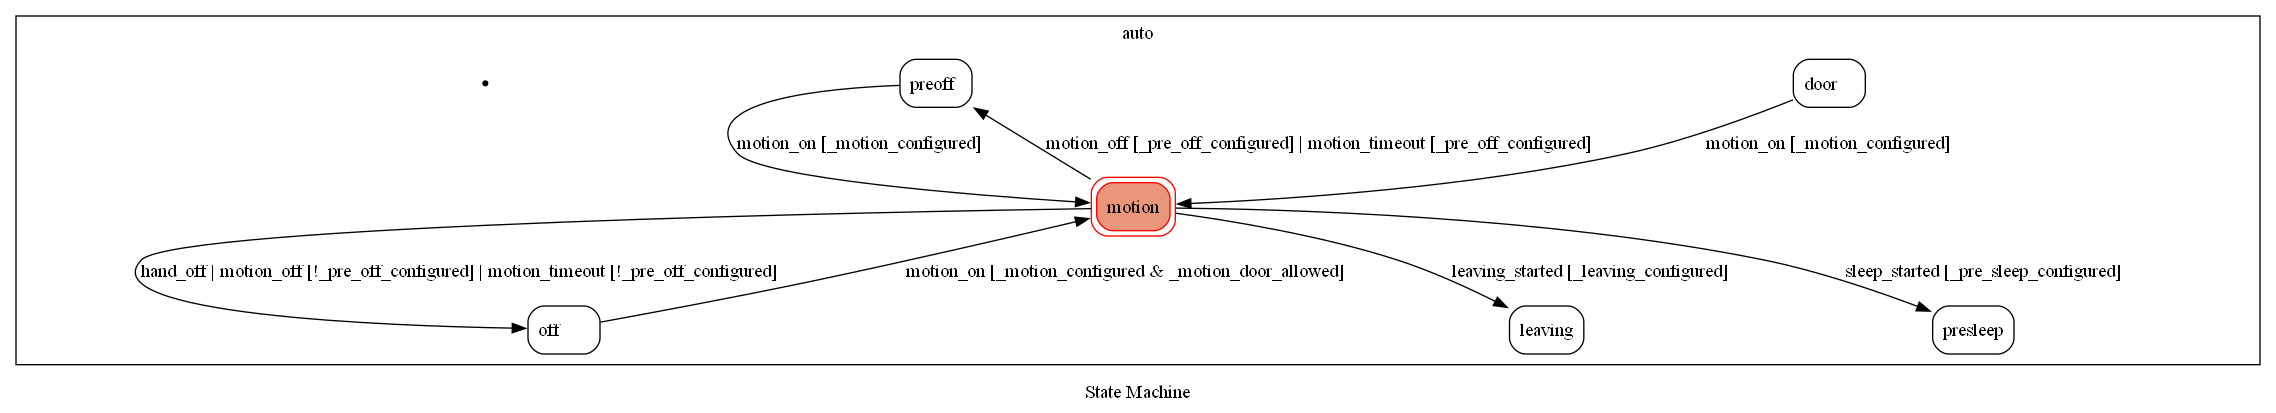 auto
preoff
door
motion_on [_motion_configured]
motion_off [_pre_off_configured] | motion_timeout [_pre_off_configured]
motion_on [_motion_configured]
motion
hand_off | motion_off [!_pre_off_configured] | motion_timeout [!_pre_off_configured]
motion_on [_motion_configured & _motion_door_allowed]
leaving_started [_leaving_configured]
sleep_started [_pre_sleep_configured]
off
leaving
presleep
State Machine